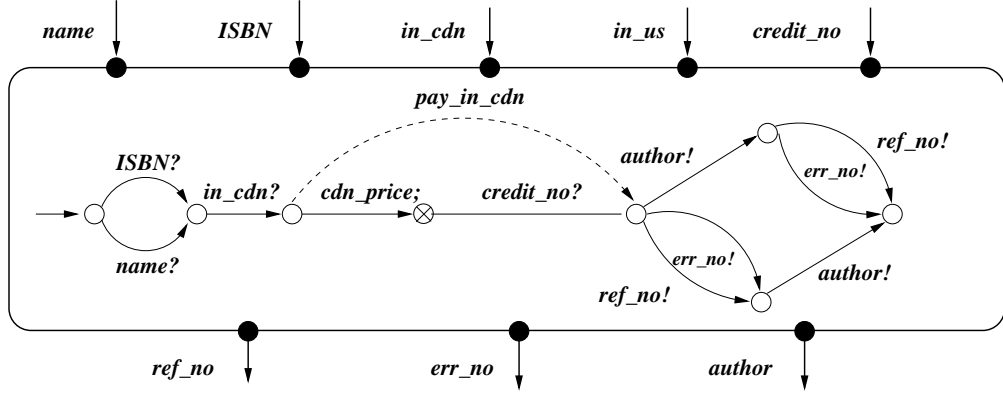 name ISBN in_cdn in_us credit_no
pay_in_cdn
ISBN? in_cdn? cdn_price; credit_no? author! ref_no!
err_no!
name? err_no! author!
ref_no!
ref_no err_no author